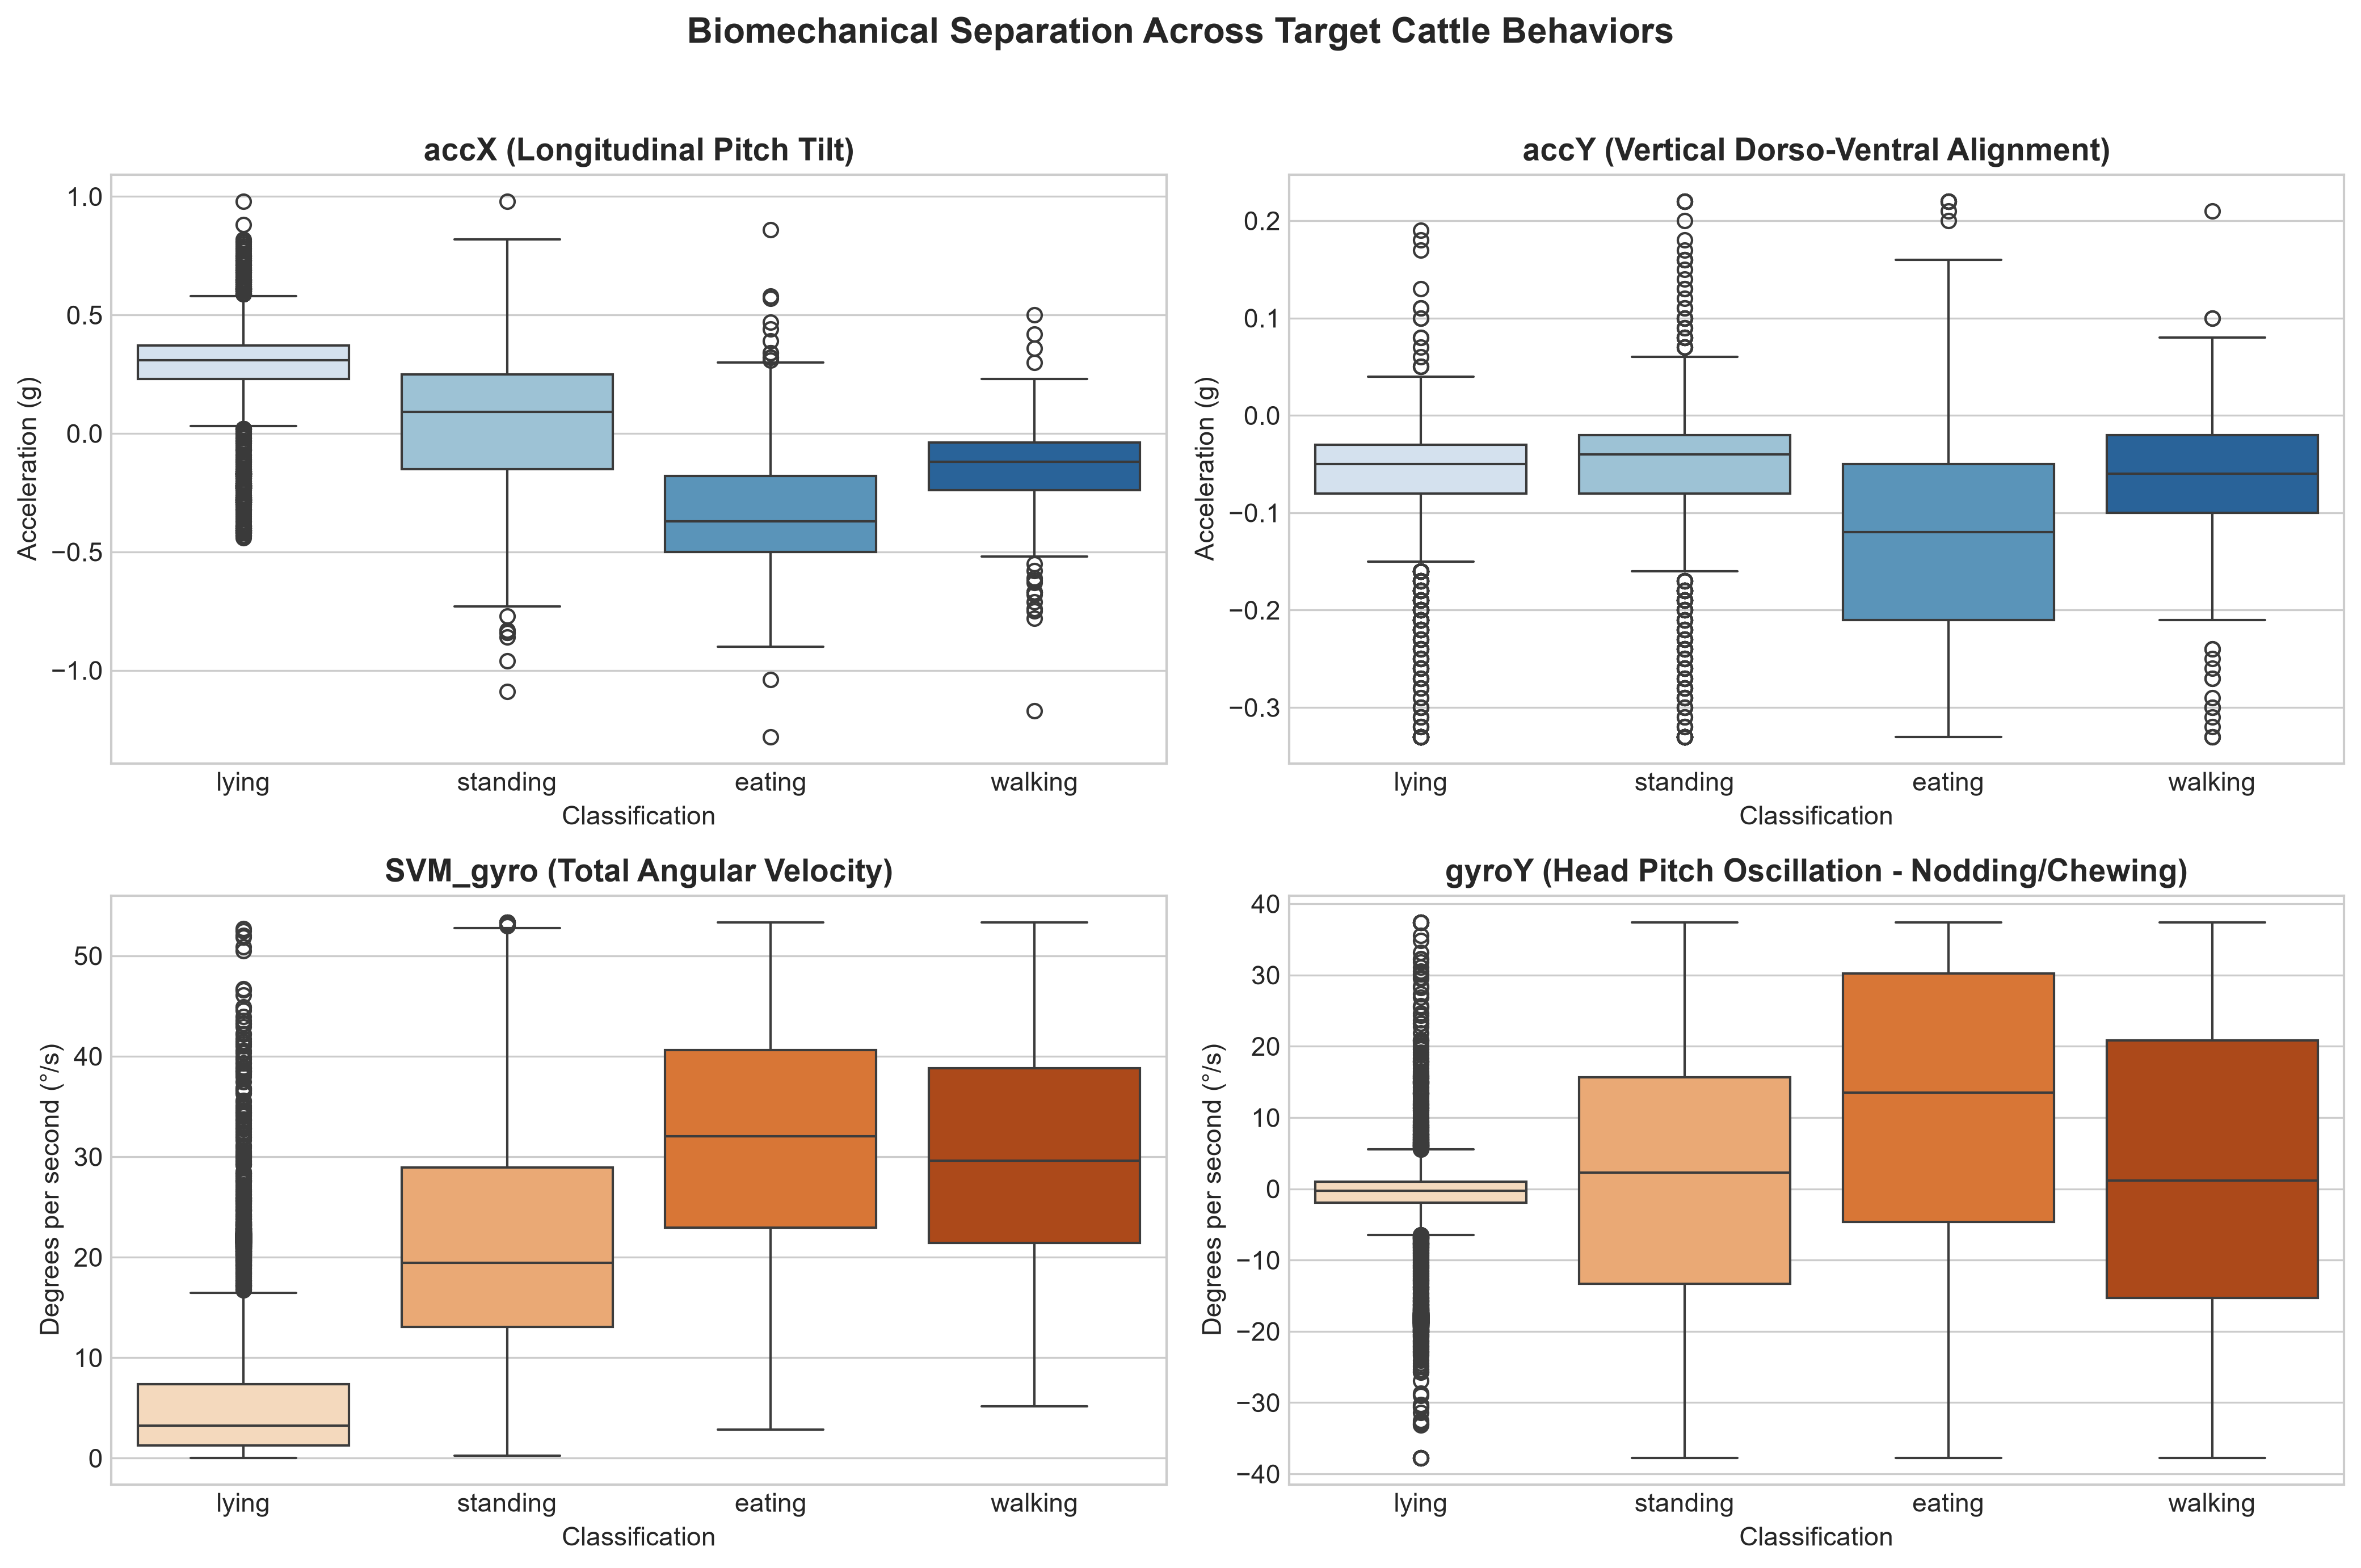 Biomechanical Separation Across Target Cattle Behaviors
accX (Longitudinal Pitch Tilt)
Acceleration (g)
1.0
0.5
0.0
−0.5
−1.0
lying standing eating walking
Classification
accY (Vertical Dorso-Ventral Alignment)
Acceleration (g)
0.2
0.1
0.0
−0.1
−0.2
−0.3
lying standing eating walking
Classification
SVM_gyro (Total Angular Velocity)
Degrees per second (°/s)
50
40
30
20
10
0
lying standing eating walking
Classification
gyroY (Head Pitch Oscillation - Nodding/Chewing)
Degrees per second (°/s)
40
30
20
10
0
−10
−20
−30
−40
lying standing eating walking
Classification